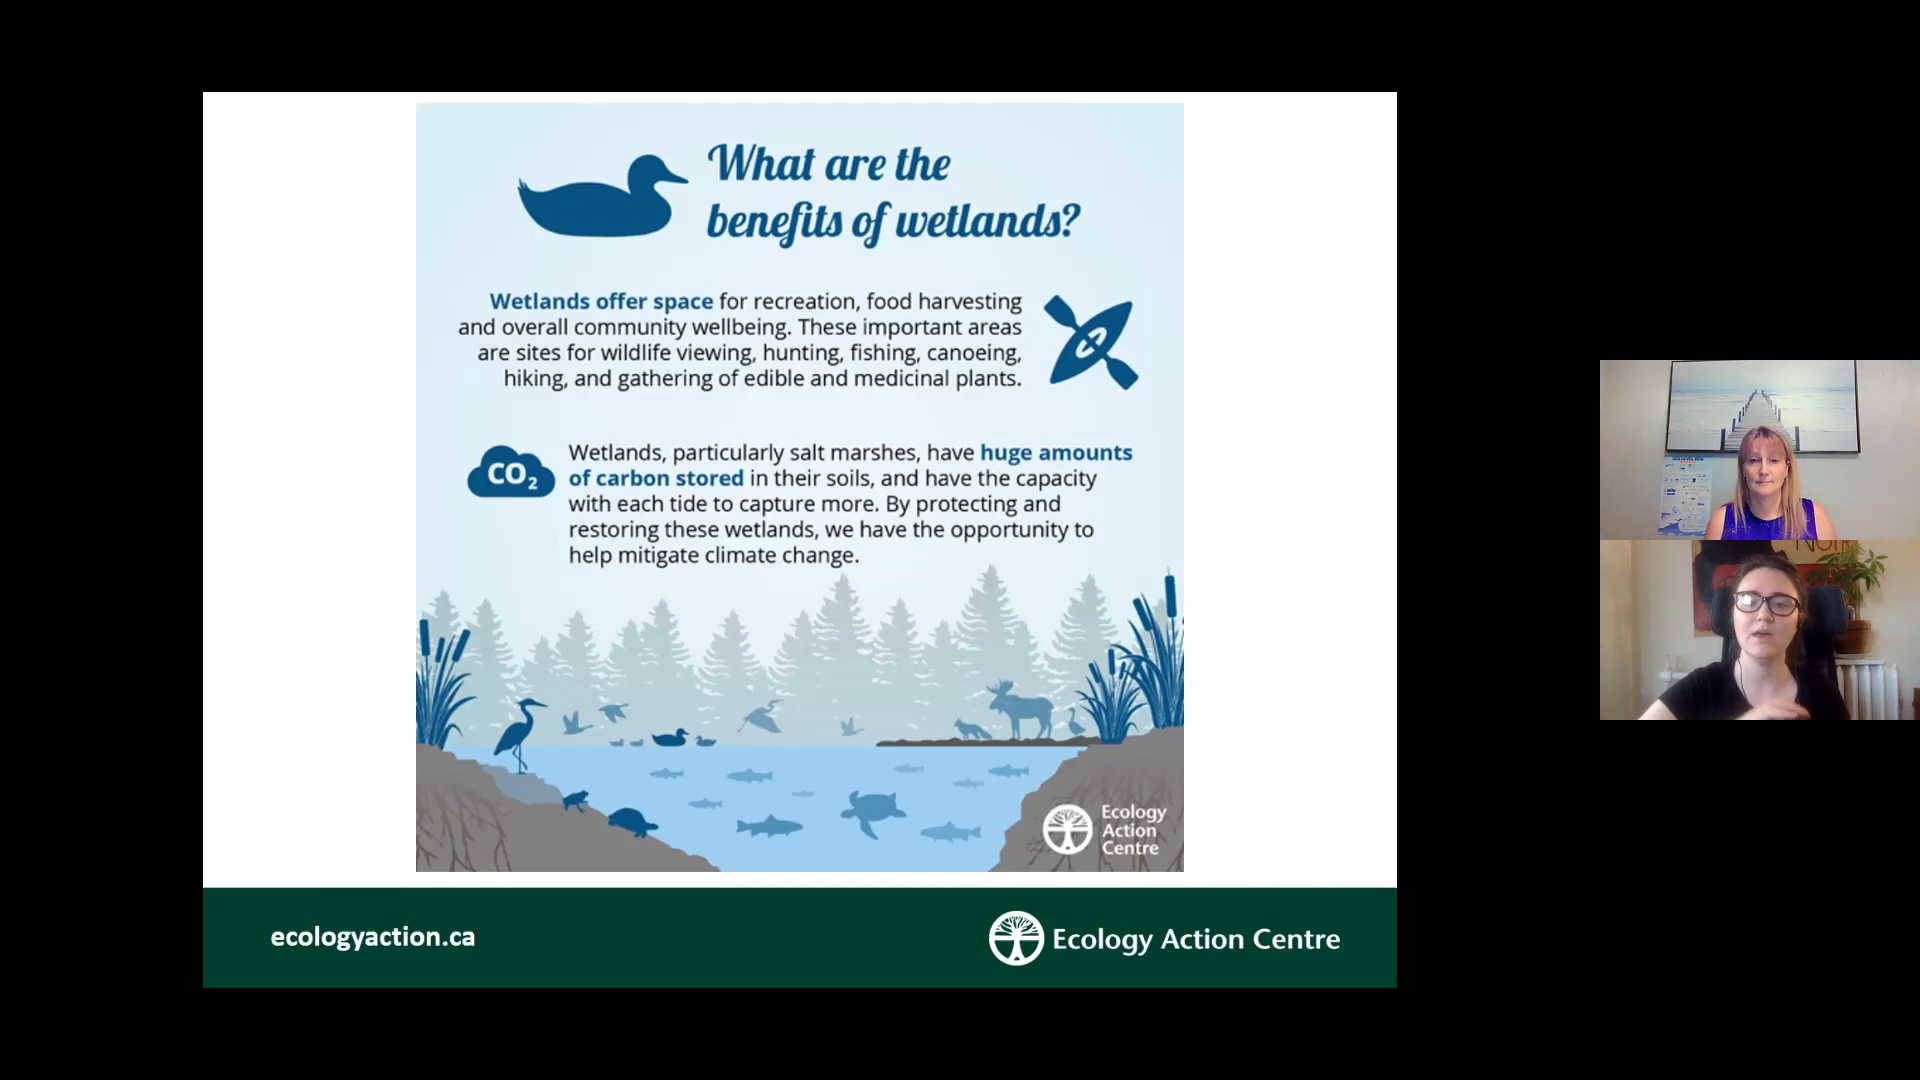 What are the
benefits of wetlands?
Wetlands offer space for recreation, food harvesting
and overall community wellbeing. These important areas
are sites for wildlife viewing, hunting, fishing, canoeing,
hiking, and gathering of edible and medicinal plants.
CO2
Wetlands, particularly salt marshes, have huge amounts
of carbon stored in their soils, and have the capacity
with each tide to capture more. By protecting and
restoring these wetlands, we have the opportunity to
help mitigate climate change.
Ecology
Action
Centre
ecologyaction.ca
Ecology Action Centre